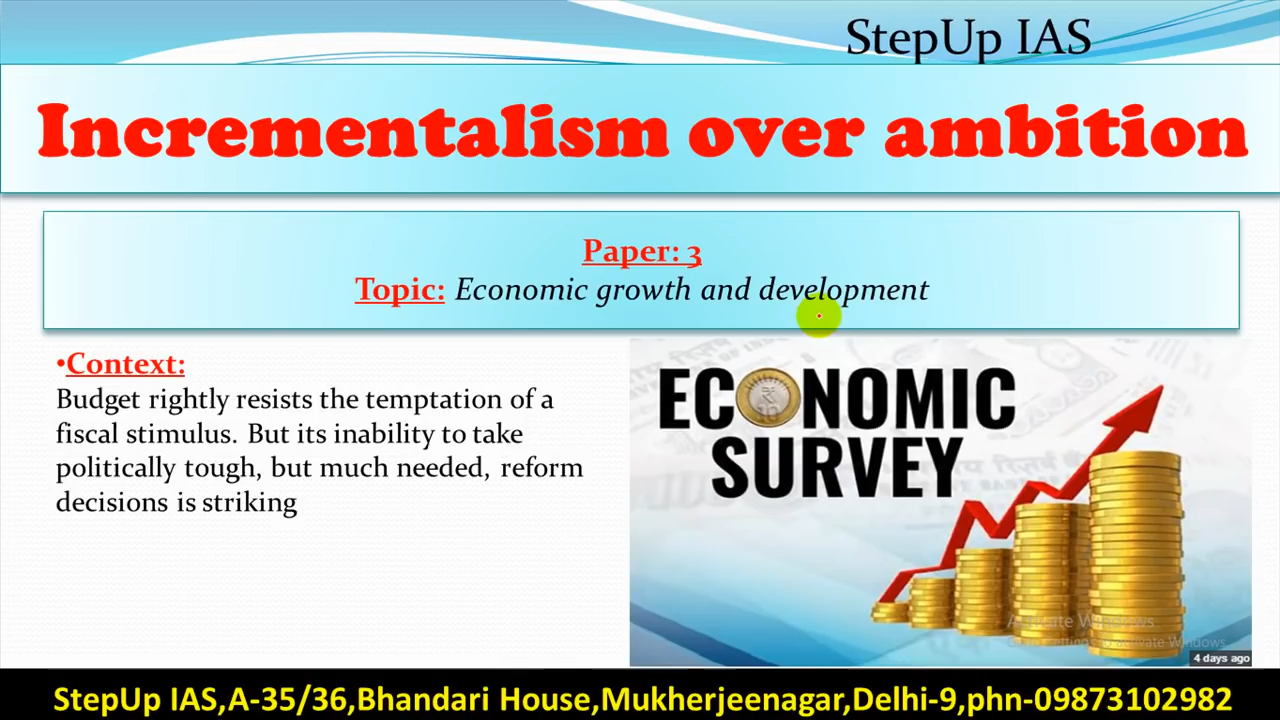 StepUp IAS
Incrementalism over ambition
Paper: 3
Topic: Economic growth and development
•Context:
Budget rightly resists the temptation of a
fiscal stimulus. But its inability to take
politically tough, but much needed, reform
decisions is striking
ECONOMIC
SURVEY
Activate Windows
4 days ago
StepUp IAS,A-35/36,Bhandari House,Mukherjeenagar,Delhi-9,phn-09873102982